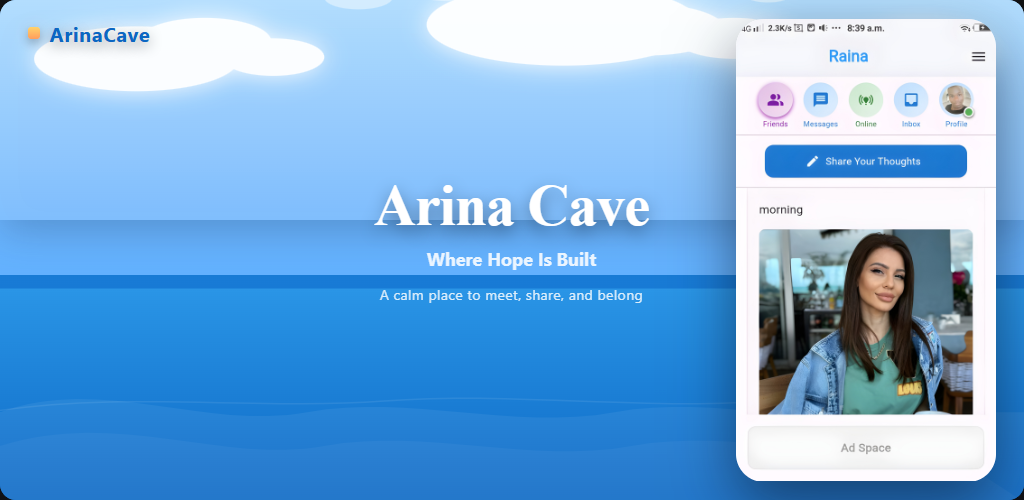 ArinaCave
Arina Cave
Where Hope Is Built
A calm place to meet, share, and belong
4G 2.3K/s 8:39 a.m.
Raina
Friends Messages Online Inbox Profile
Share Your Thoughts
morning
Ad Space